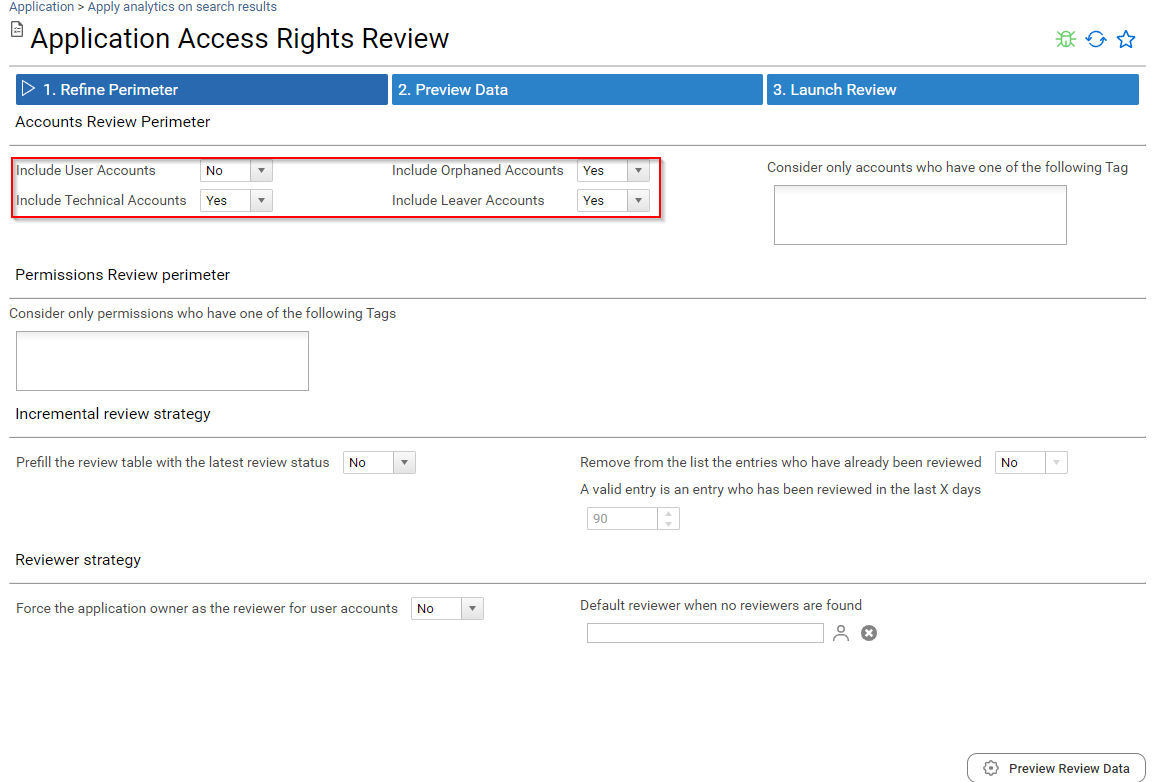 Application > Apply analytics on search results
Application Access Rights Review
1. Refine Perimeter
2. Preview Data
3. Launch Review
Accounts Review Perimeter
Include User Accounts No
Include Orphaned Accounts Yes
Consider only accounts who have one of the following Tag
Include Technical Accounts Yes
Include Leaver Accounts Yes
Permissions Review perimeter
Consider only permissions who have one of the following Tags
Incremental review strategy
Prefill the review table with the latest review status No
Remove from the list the entries who have already been reviewed No
A valid entry is an entry who has been reviewed in the last X days
90
Reviewer strategy
Force the application owner as the reviewer for user accounts No
Default reviewer when no reviewers are found
Preview Review Data